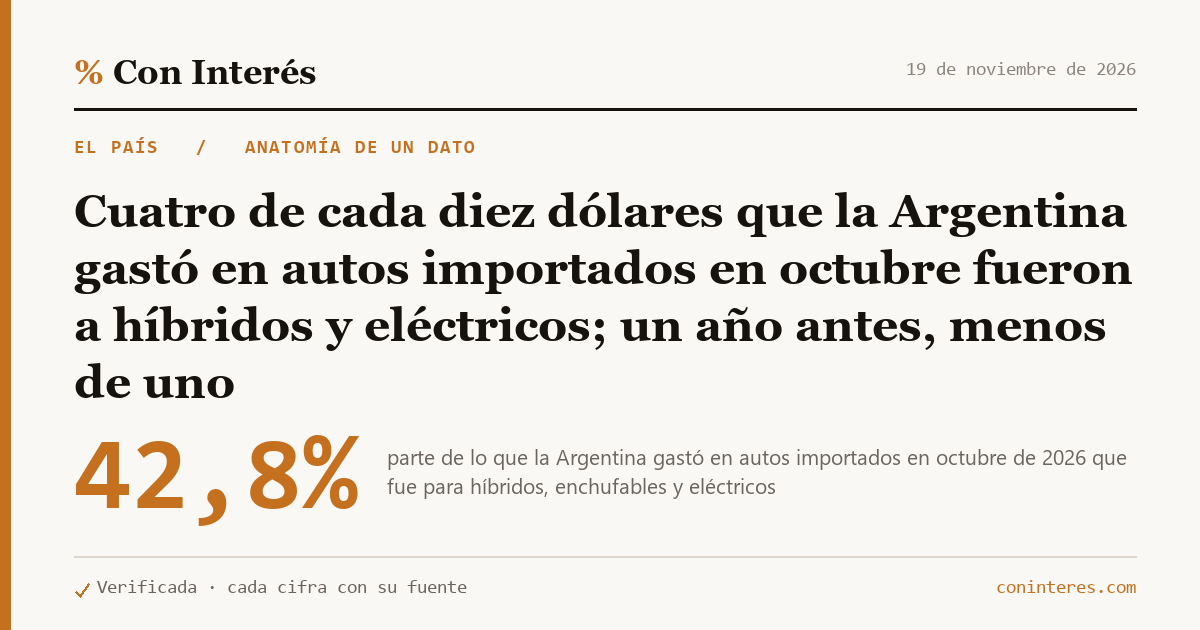 % Con Interés
19 de noviembre de 2026
EL PAÍS / ANATOMÍA DE UN DATO
Cuatro de cada diez dólares que la Argentina
gastó en autos importados en octubre fueron
a híbridos y eléctricos; un año antes, menos
de uno
42,8%
parte de lo que la Argentina gastó en autos importados en octubre de 2026 que
fue para híbridos, enchufables y eléctricos
Verificada · cada cifra con su fuente
coninteres.com